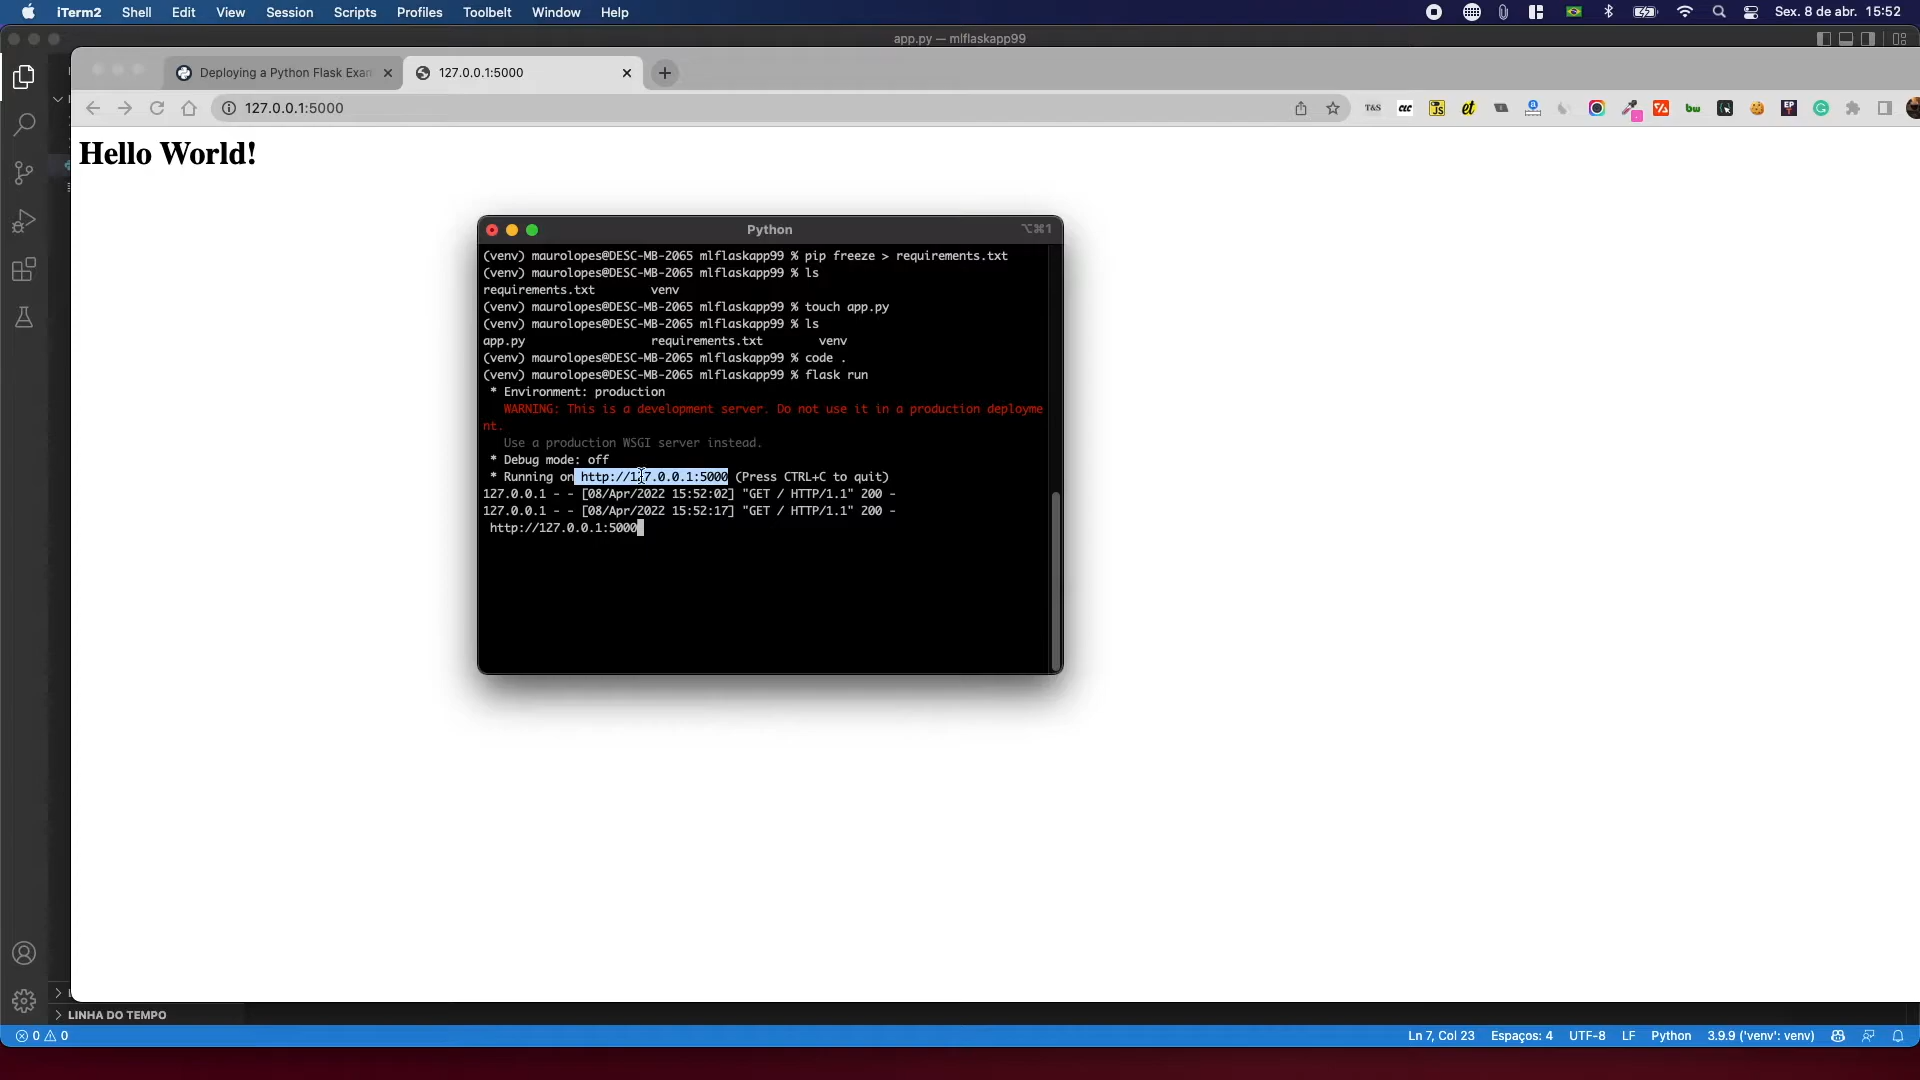 iTerm2 Shell Edit View Session Scripts Profiles Toolbelt Window Help Sex. 8 de abr. 15:52
app.py — mlflaskapp99
Deploying a Python Flask Exam 127.0.0.1:5000
127.0.0.1:5000
Hello World!
Python ⌥⌘1
(venv) maurolopes@DESC-MB-2065 mlflaskapp99 % pip freeze > requirements.txt
(venv) maurolopes@DESC-MB-2065 mlflaskapp99 % ls
requirements.txt venv
(venv) maurolopes@DESC-MB-2065 mlflaskapp99 % touch app.py
(venv) maurolopes@DESC-MB-2065 mlflaskapp99 % ls
app.py requirements.txt venv
(venv) maurolopes@DESC-MB-2065 mlflaskapp99 % code .
(venv) maurolopes@DESC-MB-2065 mlflaskapp99 % flask run
* Environment: production
WARNING: This is a development server. Do not use it in a production deployme
nt.
Use a production WSGI server instead.
* Debug mode: off
* Running on http://127.0.0.1:5000 (Press CTRL+C to quit)
127.0.0.1 - - [08/Apr/2022 15:52:02] "GET / HTTP/1.1" 200 -
127.0.0.1 - - [08/Apr/2022 15:52:17] "GET / HTTP/1.1" 200 -
http://127.0.0.1:5000
LINHA DO TEMPO
0 0 Ln 7, Col 23 Espaços: 4 UTF-8 LF Python 3.9.9 ('venv': venv)